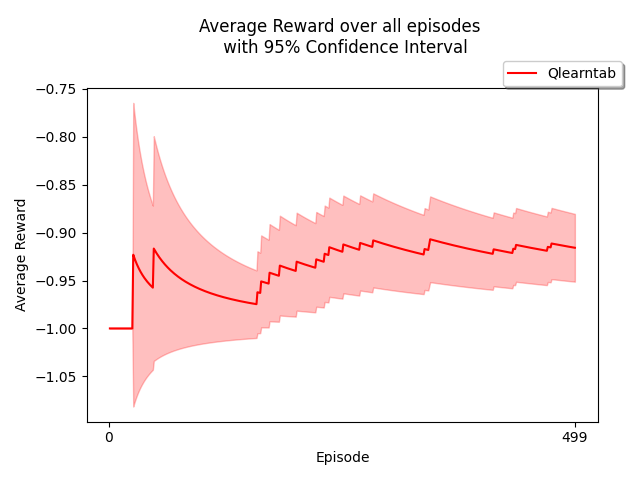 Average Reward over all episodes
with 95% Confidence Interval
Qlearntab
−0.75
−0.80
−0.85
−0.90
−0.95
−1.00
−1.05
Average Reward
0
499
Episode